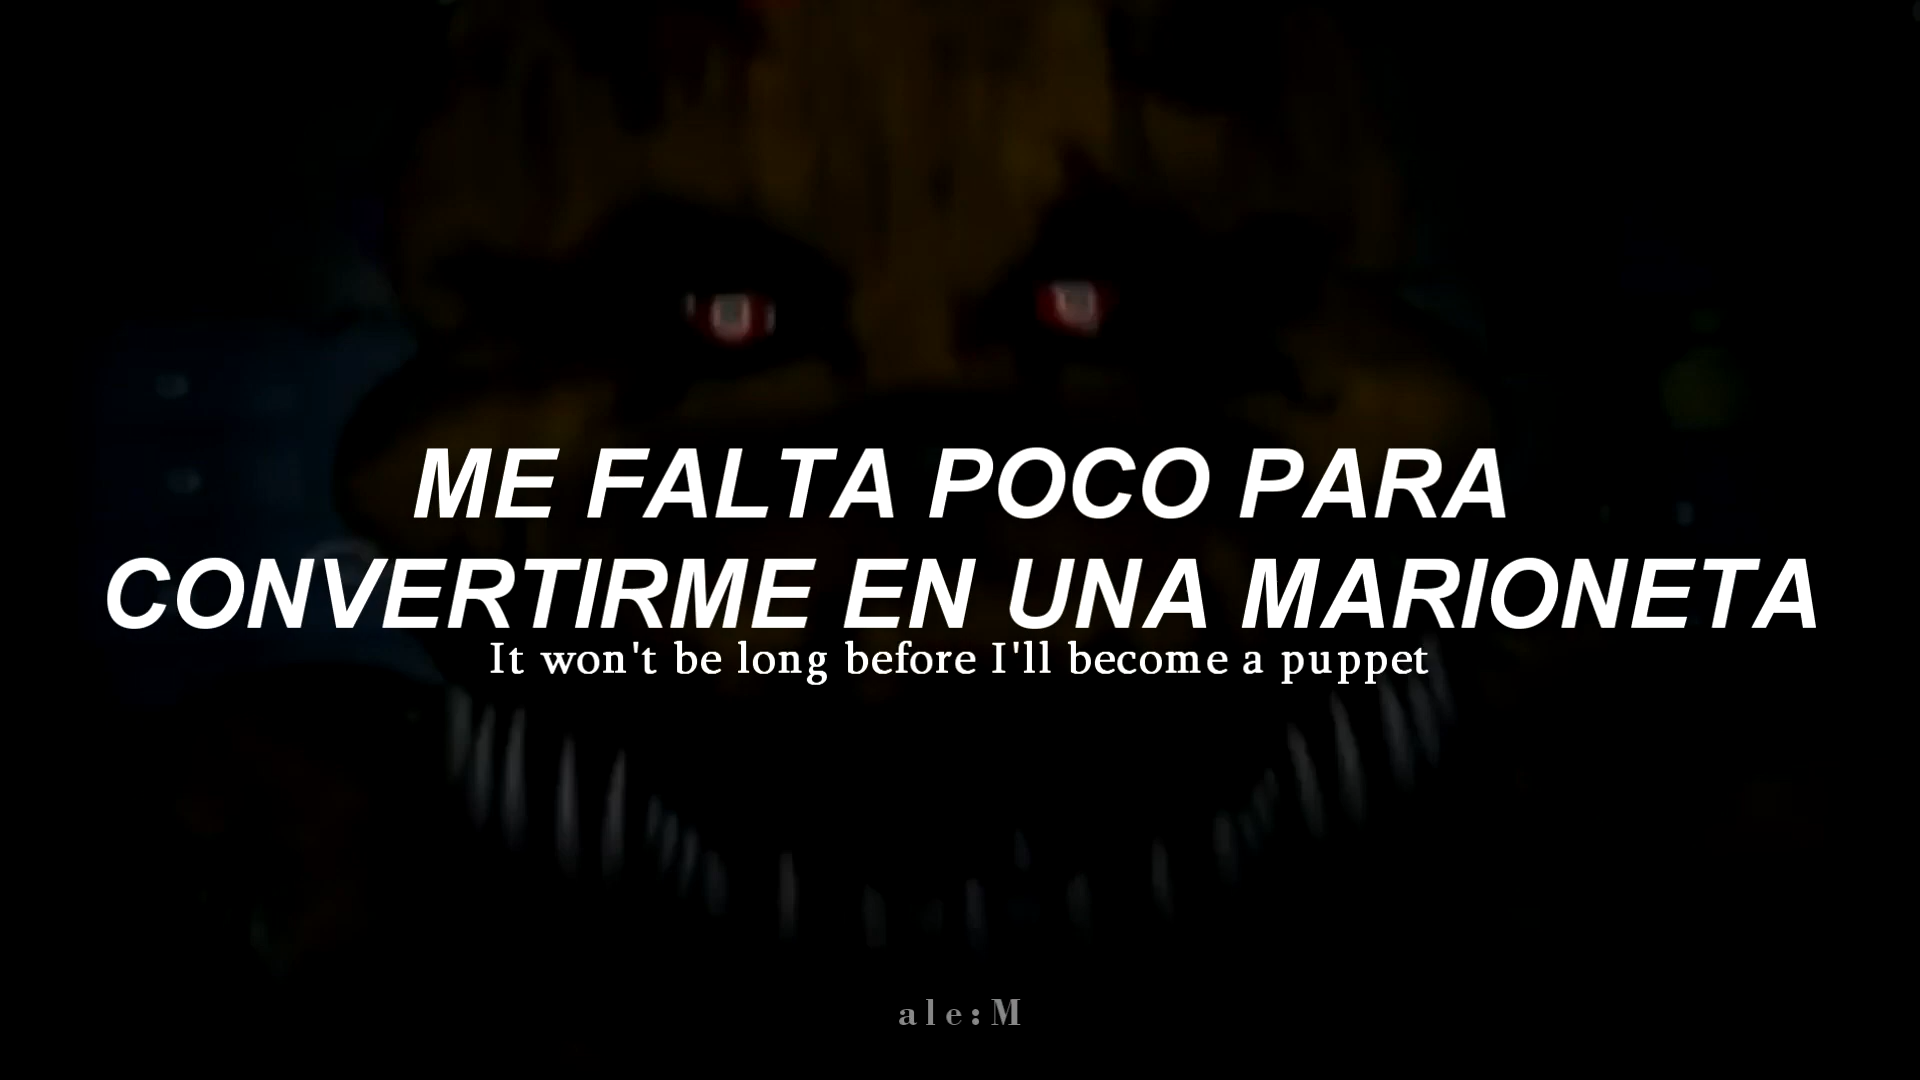 ME FALTA POCO PARA
CONVERTIRME EN UNA MARIONETA
It won't be long before I'll become a puppet
ale:M